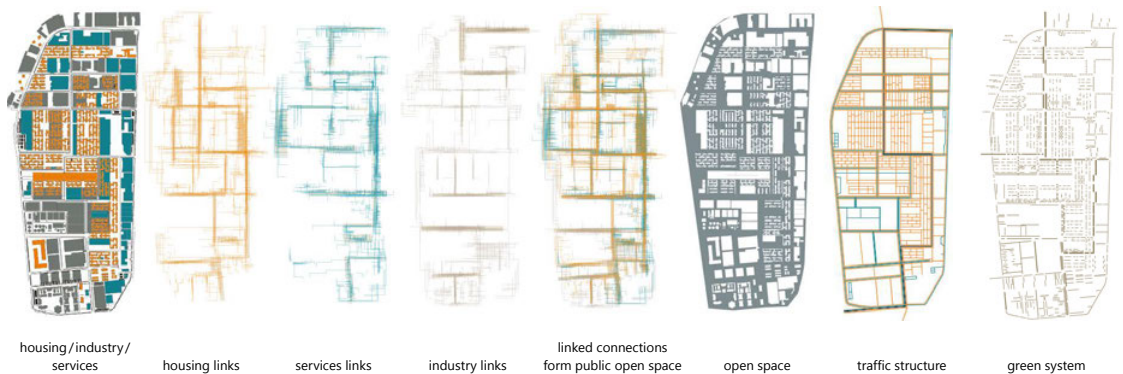 housing / industry /
services
housing links
services links
industry links
linked connections
form public open space
open space
traffic structure
green system